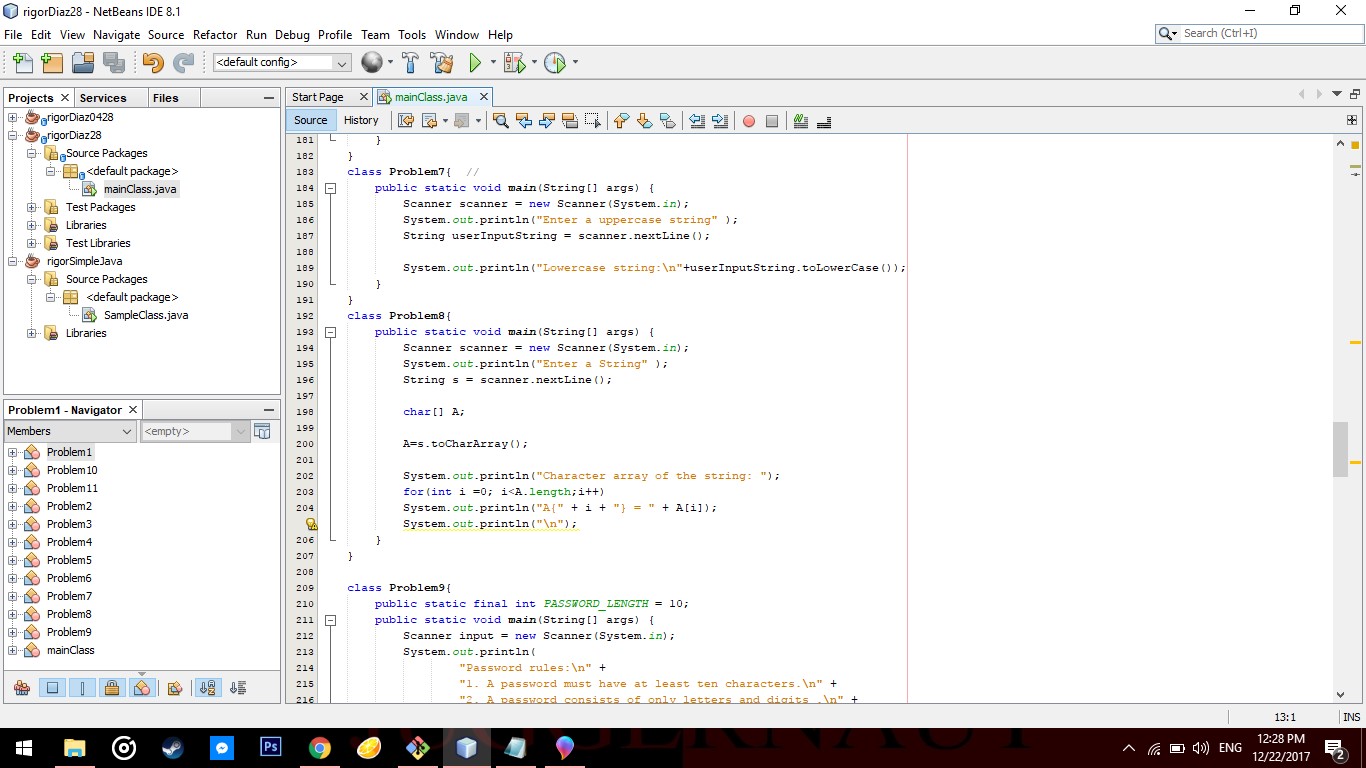 rigorDiaz28 - NetBeans IDE 8.1
File Edit View Navigate Source Refactor Run Debug Profile Team Tools Window Help
Search (Ctrl+I)
<default config>
Projects Services Files
rigorDiaz0428
rigorDiaz28
Source Packages
<default package>
mainClass.java
Test Packages
Libraries
Test Libraries
rigorSimpleJava
Source Packages
<default package>
SampleClass.java
Libraries
Problem1 - Navigator
Members <empty>
Problem1
Problem10
Problem11
Problem2
Problem3
Problem4
Problem5
Problem6
Problem7
Problem8
Problem9
mainClass
Start Page mainClass.java
Source History
181 }
182 }
183 class Problem7{ //
184 public static void main(String[] args) {
185 Scanner scanner = new Scanner(System.in);
186 System.out.println("Enter a uppercase string" );
187 String userInputString = scanner.nextLine();
188
189 System.out.println("Lowercase string:\n"+userInputString.toLowerCase());
190 }
191 }
192 class Problem8{
193 public static void main(String[] args) {
194 Scanner scanner = new Scanner(System.in);
195 System.out.println("Enter a String" );
196 String s = scanner.nextLine();
197
198 char[] A;
199
200 A=s.toCharArray();
201
202 System.out.println("Character array of the string: ");
203 for(int i =0; i<A.length;i++)
204 System.out.println("A{" + i + "} = " + A[i]);
System.out.println("\n");
206 }
207 }
208
209 class Problem9{
210 public static final int PASSWORD_LENGTH = 10;
211 public static void main(String[] args) {
212 Scanner input = new Scanner(System.in);
213 System.out.println(
214 "Password rules:\n" +
215 "1. A password must have at least ten characters.\n" +
216 "2. A password consists of only letters and digits .\n" +
13:1 INS
JUGGERNAUT
ENG
12:28 PM
12/22/2017
2